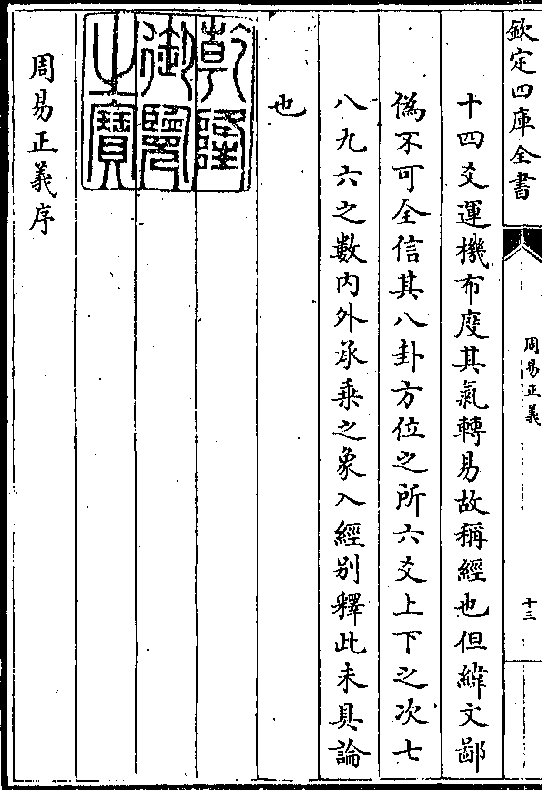 欽定四庫全書
周易正義
十三
十四爻運機布度其氣轉易故稱經也但緯文鄙
偽不可全信其八卦方位之所六爻上下之次七
八九六之數內外承乗之象入經别釋此未具論
也
乾隆
御覽
之寶
周易正義序